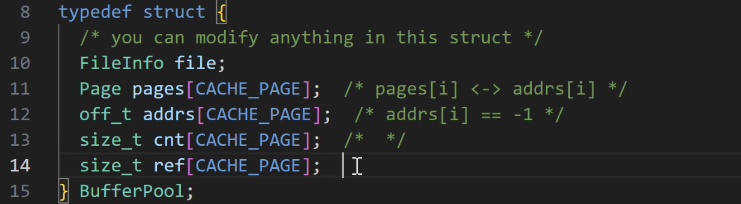 8 typedef struct {
9 /* you can modify anything in this struct */
10 FileInfo file;
11 Page pages[CACHE_PAGE]; /* pages[i] <-> addrs[i] */
12 off_t addrs[CACHE_PAGE]; /* addrs[i] == -1 */
13 size_t cnt[CACHE_PAGE]; /* */
14 size_t ref[CACHE_PAGE];
15 } BufferPool;